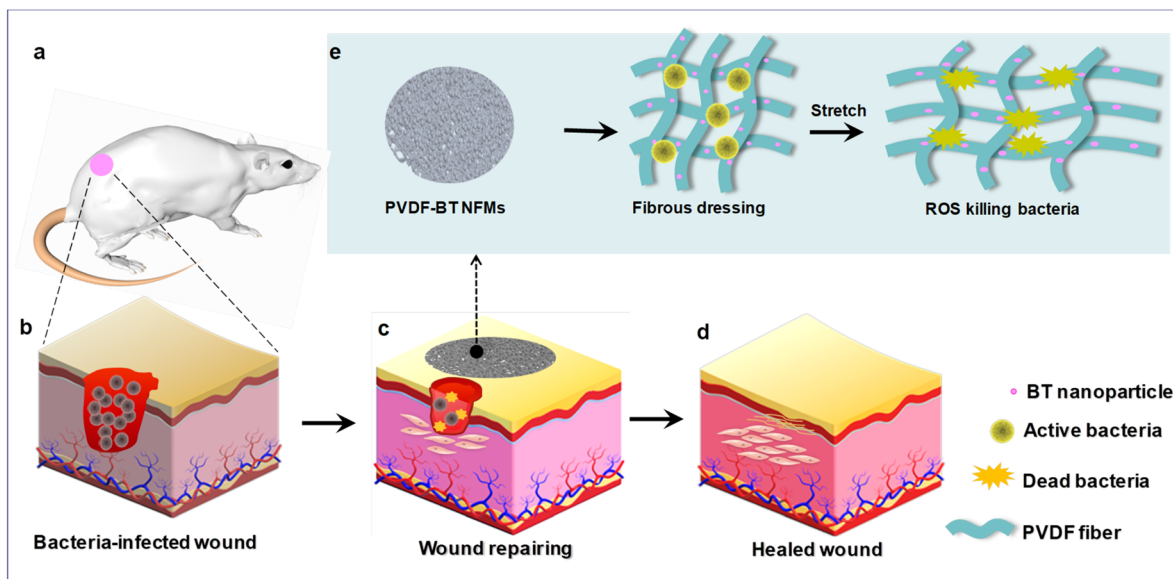 a
e
Stretch
PVDF-BT NFMs
Fibrous dressing
ROS killing bacteria
b
c
d
BT nanoparticle
Active bacteria
Dead bacteria
PVDF fiber
Bacteria-infected wound
Wound repairing
Healed wound